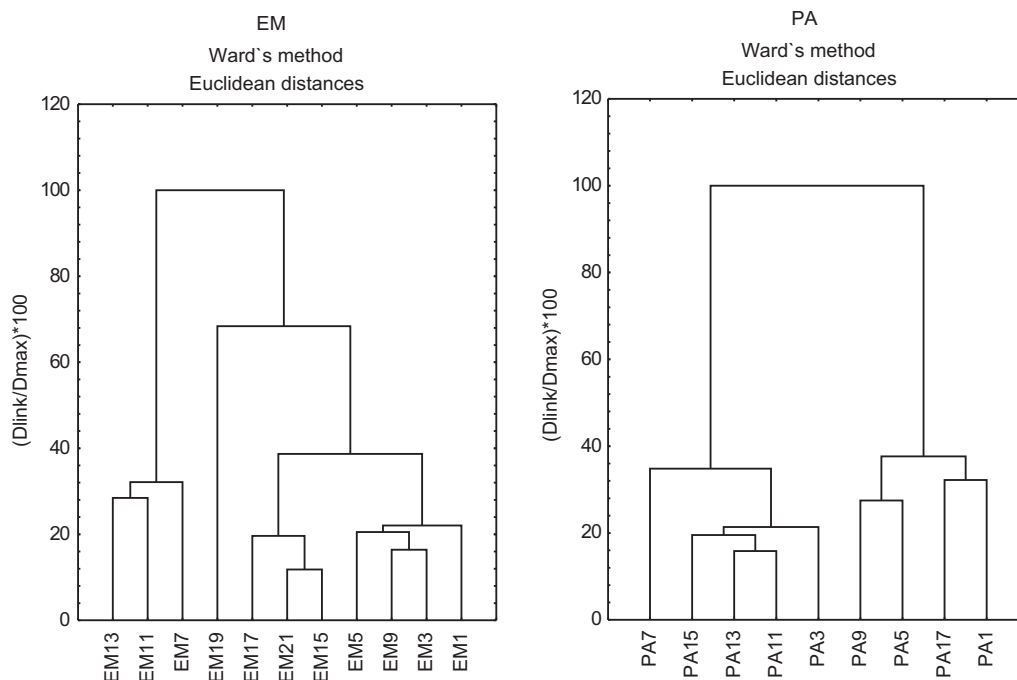 EM
Ward`s method
Euclidean distances
120
100
80
60
40
20
0
(Dlink/Dmax)*100
EM13
EM11
EM7
EM19
EM17
EM21
EM15
EM5
EM9
EM3
EM1
PA
Ward`s method
Euclidean distances
120
100
80
60
40
20
0
(Dlink/Dmax)*100
PA7
PA15
PA13
PA11
PA3
PA9
PA5
PA17
PA1